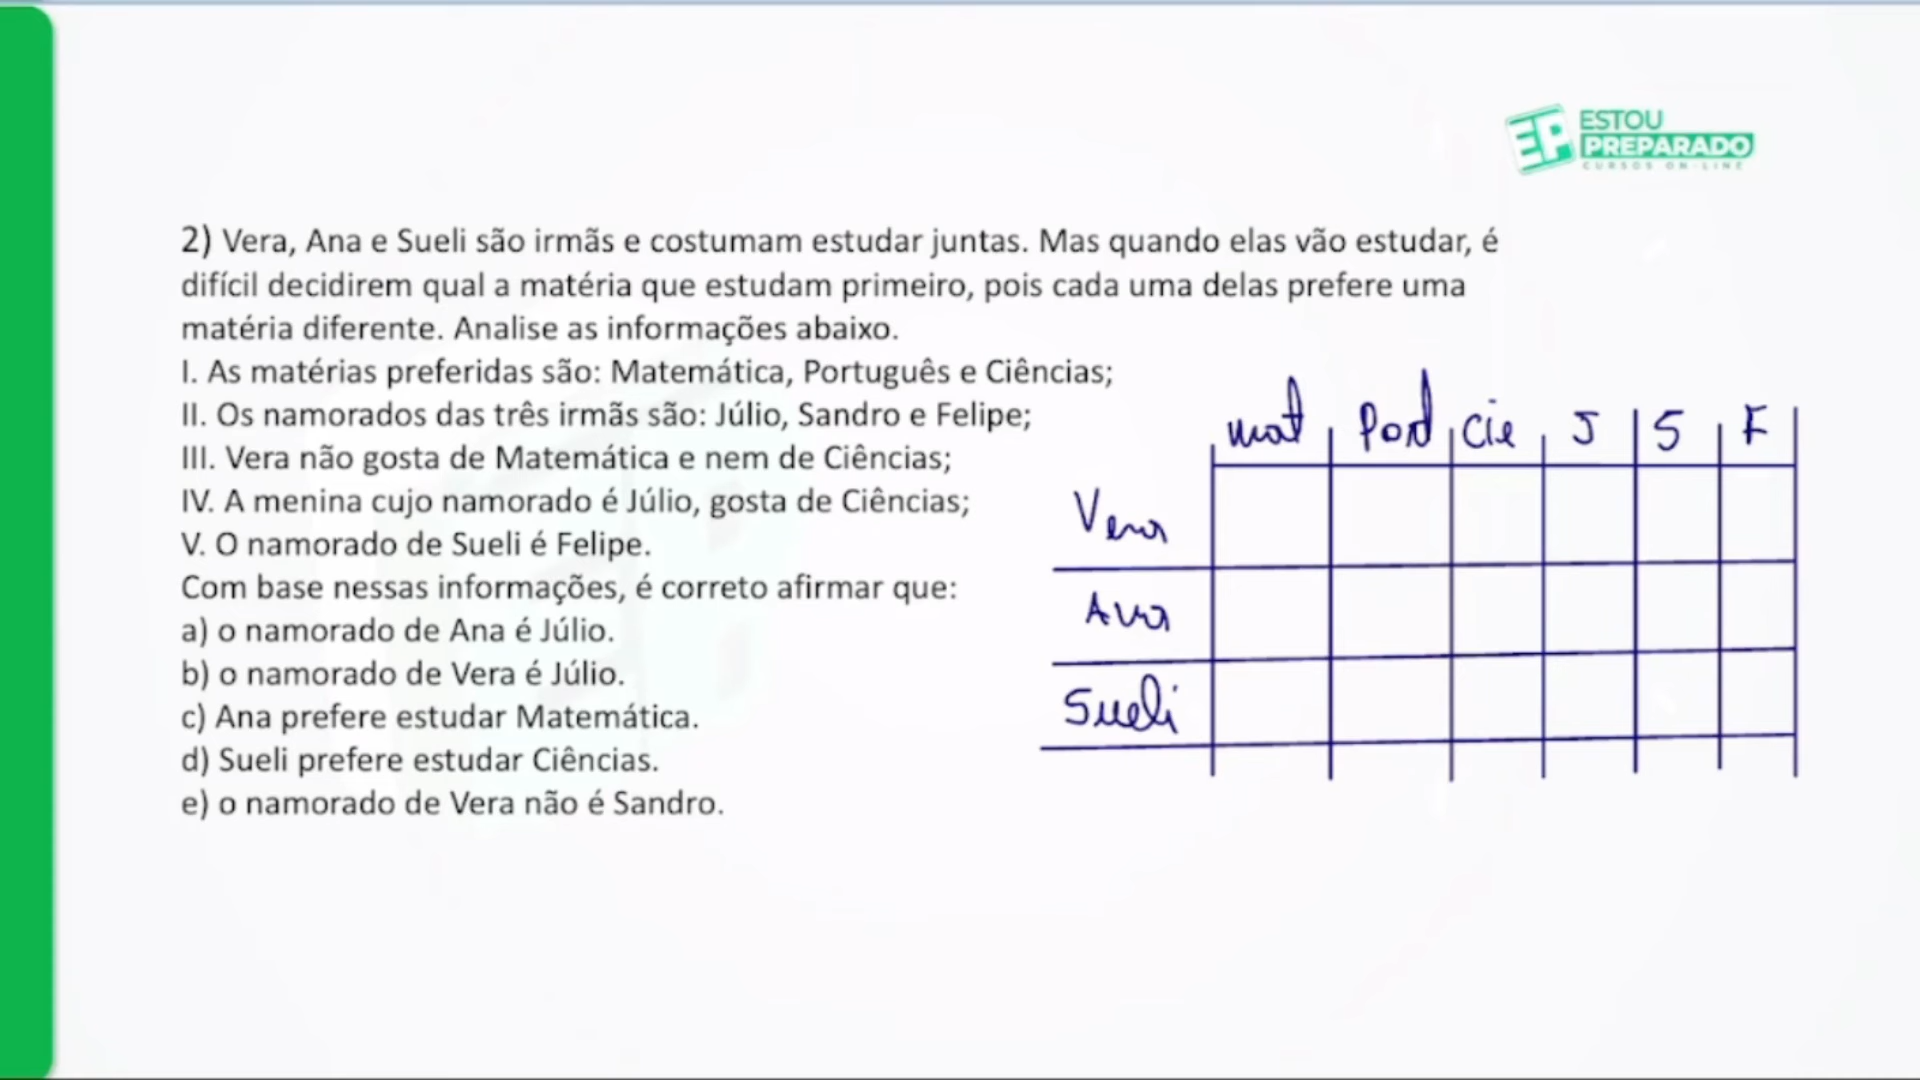 ESTOU
EP PREPARADO
CURSOS ON-LINE
2) Vera, Ana e Sueli são irmãs e costumam estudar juntas. Mas quando elas vão estudar, é
difícil decidirem qual a matéria que estudam primeiro, pois cada uma delas prefere uma
matéria diferente. Analise as informações abaixo.
I. As matérias preferidas são: Matemática, Português e Ciências;
II. Os namorados das três irmãs são: Júlio, Sandro e Felipe;
III. Vera não gosta de Matemática e nem de Ciências;
IV. A menina cujo namorado é Júlio, gosta de Ciências;
V. O namorado de Sueli é Felipe.
Com base nessas informações, é correto afirmar que:
a) o namorado de Ana é Júlio.
b) o namorado de Vera é Júlio.
c) Ana prefere estudar Matemática.
d) Sueli prefere estudar Ciências.
e) o namorado de Vera não é Sandro.
mat Port cie J S F
Vera
Ana
Sueli